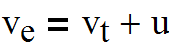 vₑ = vₜ + u